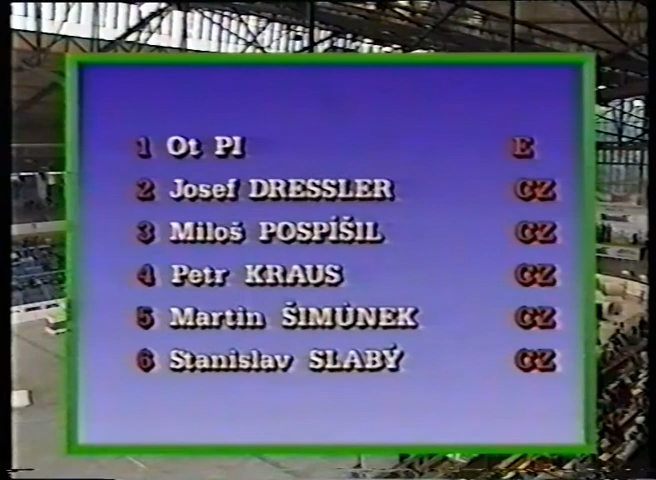 1 Ot PI E
2 Josef DRESSLER CZ
3 Miloš POSPÍŠIL CZ
4 Petr KRAUS CZ
5 Martin ŠIMŮNEK CZ
6 Stanislav SLABÝ CZ